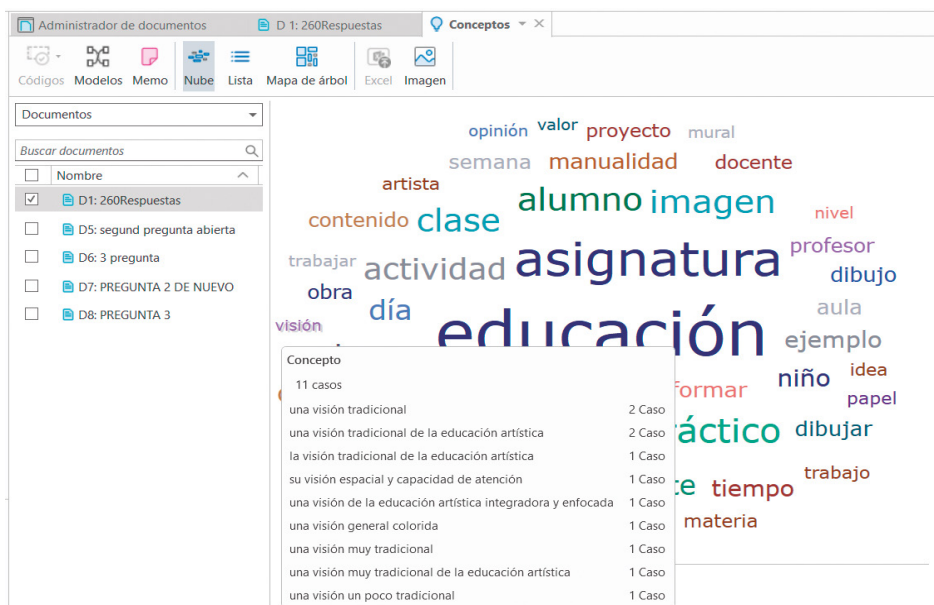 Administrador de documentos D 1: 260Respuestas Conceptos
Códigos Modelos Memo Nube Lista Mapa de árbol Excel Imagen
Documentos
Buscar documentos
Nombre
D1: 260Respuestas
D5: segund pregunta abierta
D6: 3 pregunta
D7: PREGUNTA 2 DE NUEVO
D8: PREGUNTA 3
opinión valor proyecto mural
semana manualidad docente
artista alumno imagen nivel
contenido clase profesor
trabajar actividad asignatura dibujo
obra día aula
visión educación ejemplo
formar niño idea
papel
dibujar
tiempo trabajo
materia
Concepto
11 casos
una visión tradicional 2 Caso
una visión tradicional de la educación artística 2 Caso
la visión tradicional de la educación artística 1 Caso
su visión espacial y capacidad de atención 1 Caso
una visión de la educación artística integradora y enfocada 1 Caso
una visión general colorida 1 Caso
una visión muy tradicional 1 Caso
una visión muy tradicional de la educación artística 1 Caso
una visión un poco tradicional 1 Caso